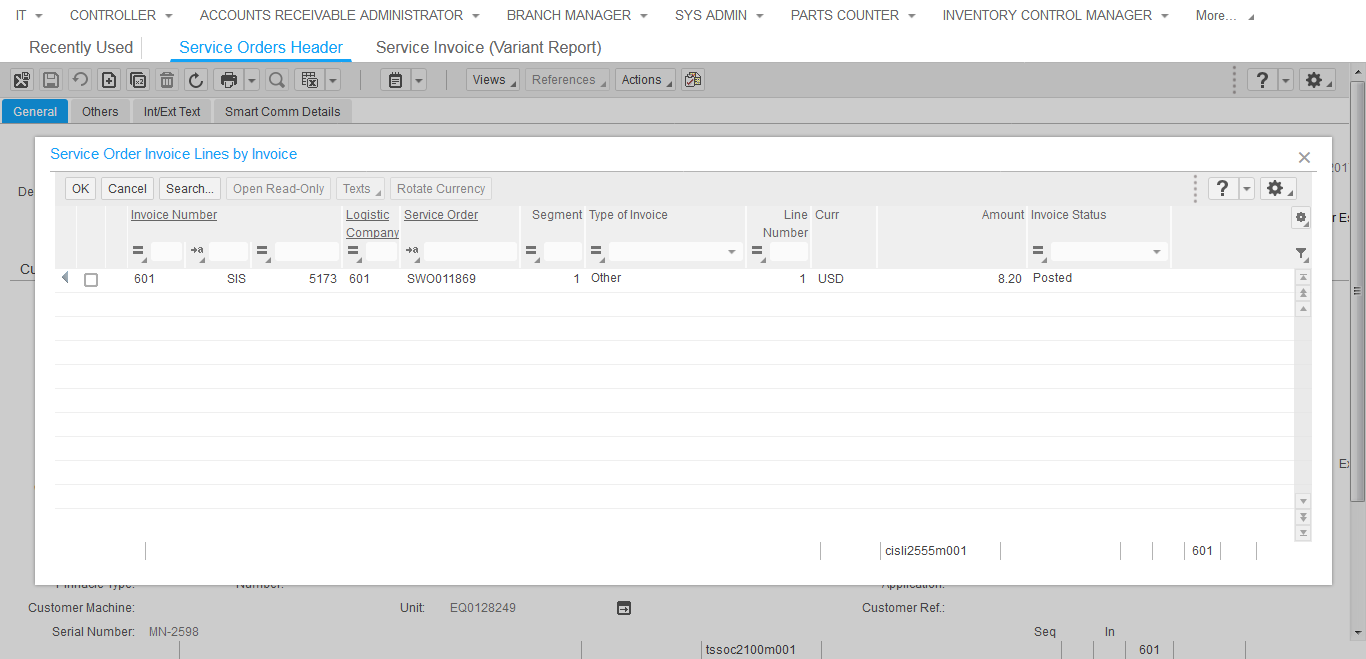 IT CONTROLLER ACCOUNTS RECEIVABLE ADMINISTRATOR BRANCH MANAGER SYS ADMIN PARTS COUNTER INVENTORY CONTROL MANAGER More...
Recently Used Service Orders Header Service Invoice (Variant Report)
Views References Actions ?
General Others Int/Ext Text Smart Comm Details
Service Order Invoice Lines by Invoice
201
De
OK Cancel Search... Open Read-Only Texts Rotate Currency ?
Invoice Number Logistic Company Service Order Segment Type of Invoice Line Number Curr Amount Invoice Status
r Es
Cu
601 SIS 5173 601 SWO011869 1 Other 1 USD 8.20 Posted
cisli2555m001 601
Pinnacle Type: Number: Application:
Customer Machine: Unit: EQ0128249 Customer Ref.:
Serial Number: MN-2598 Seq In
tssoc2100m001 601